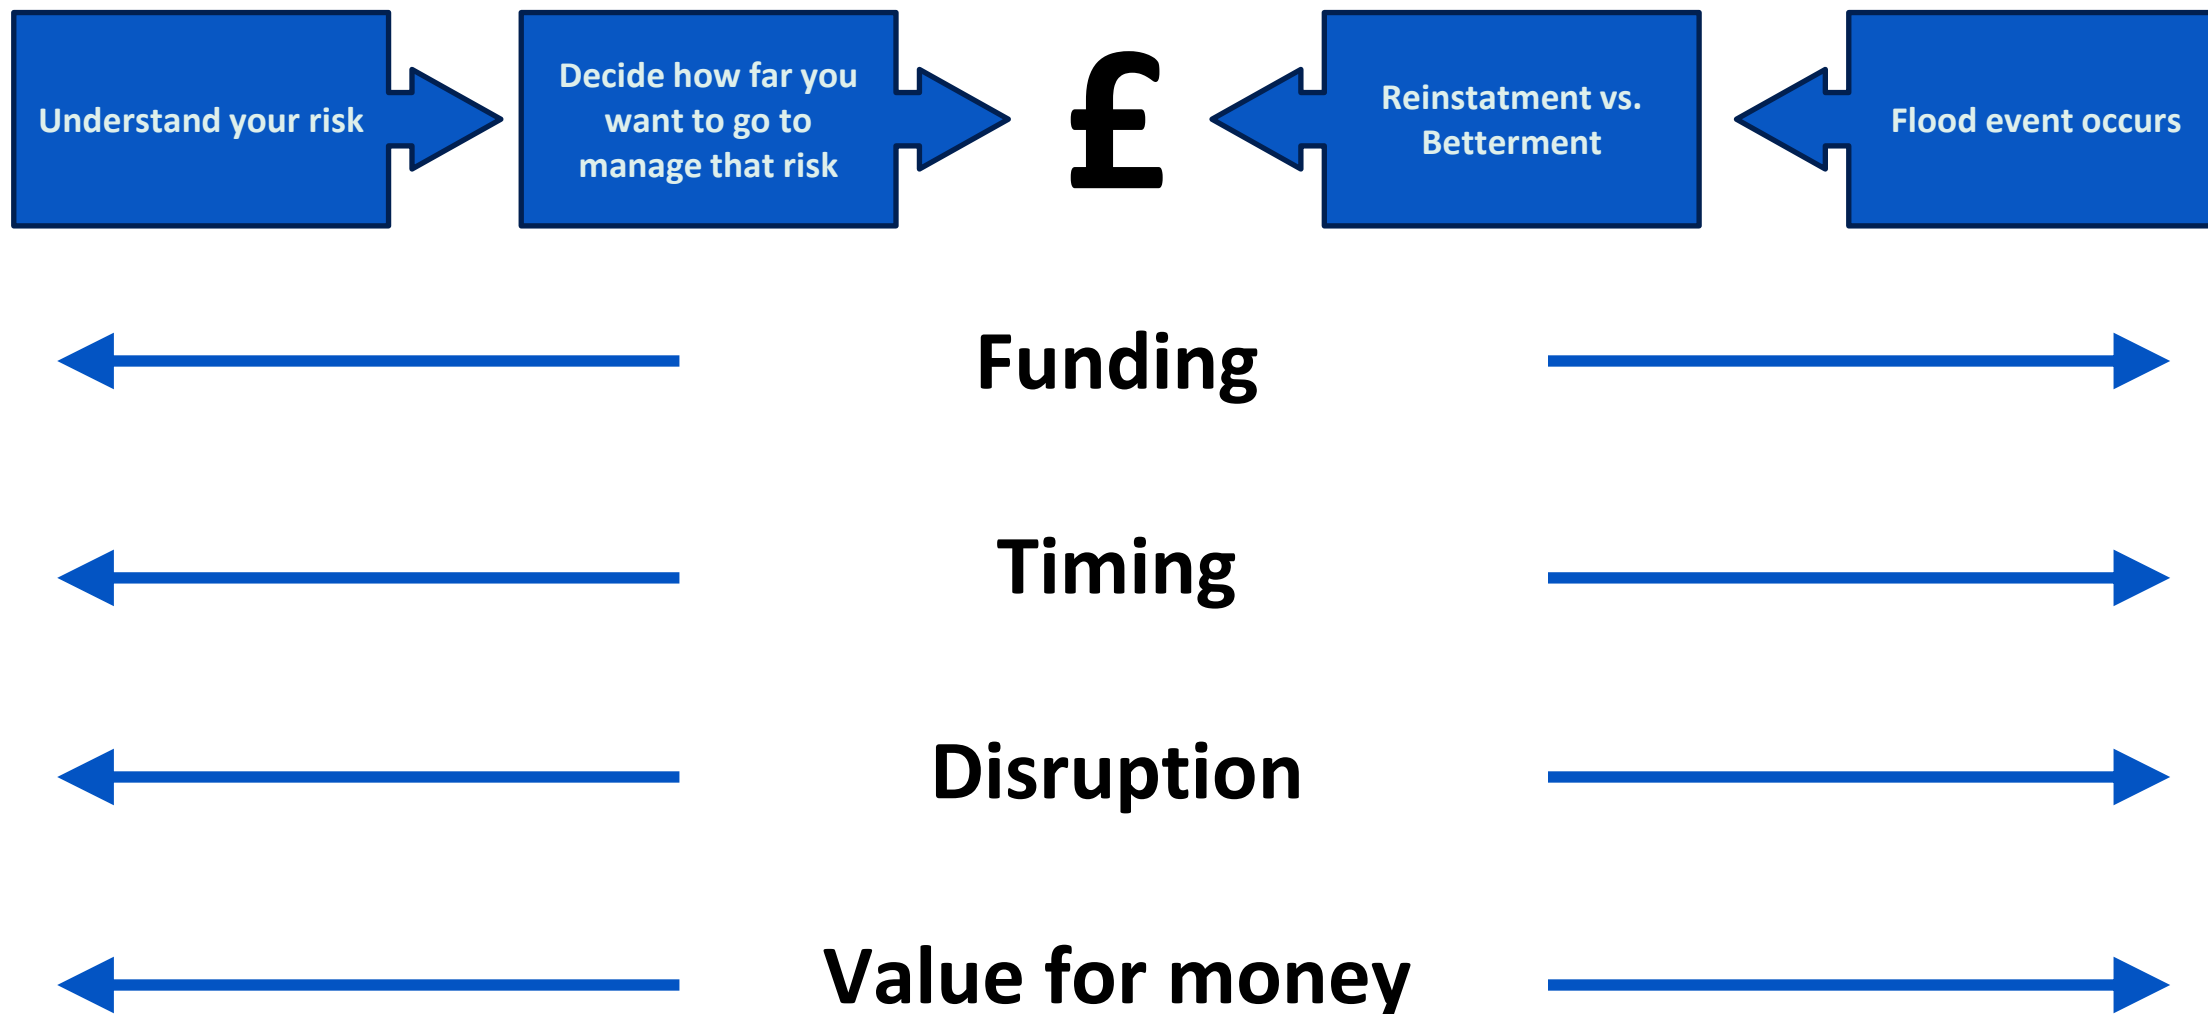 Understand your risk
Decide how far you
want to go to
manage that risk
£
Reinstatment vs.
Betterment
Flood event occurs
Funding
Timing
Disruption
Value for money